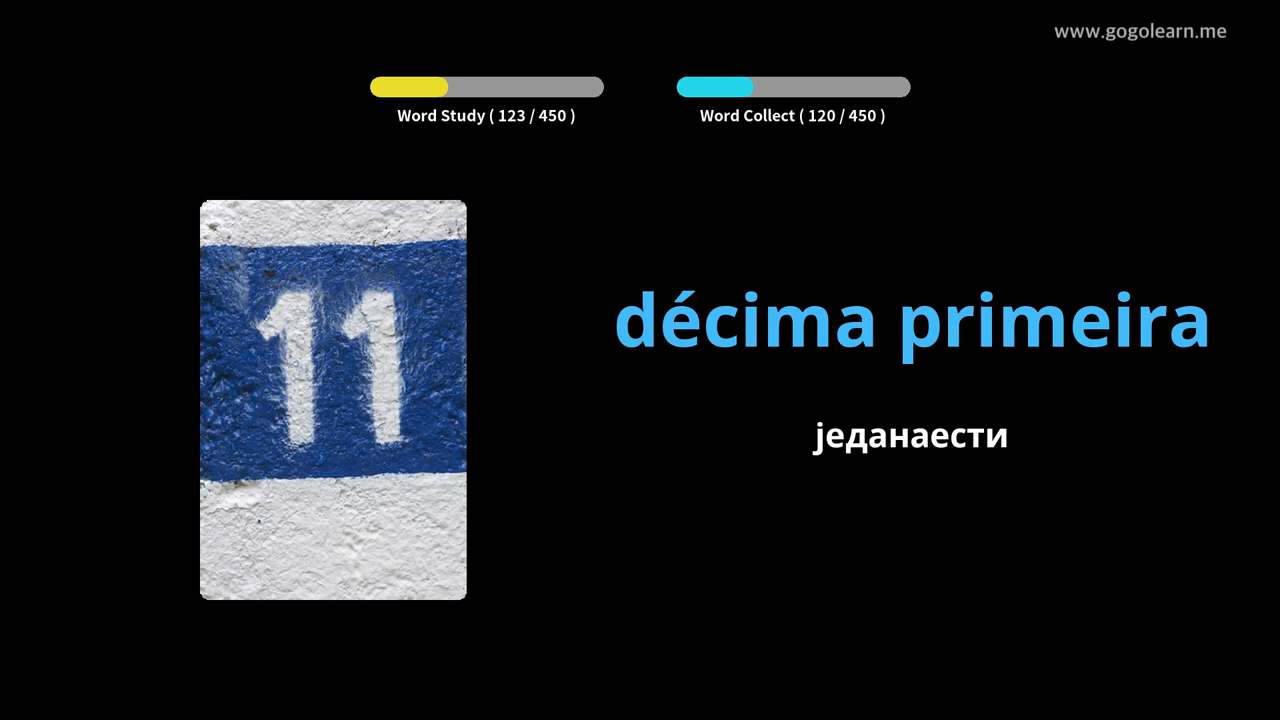 www.gogolearn.me
Word Study ( 123 / 450 )
Word Collect ( 120 / 450 )
11
décima primeira
једанаести